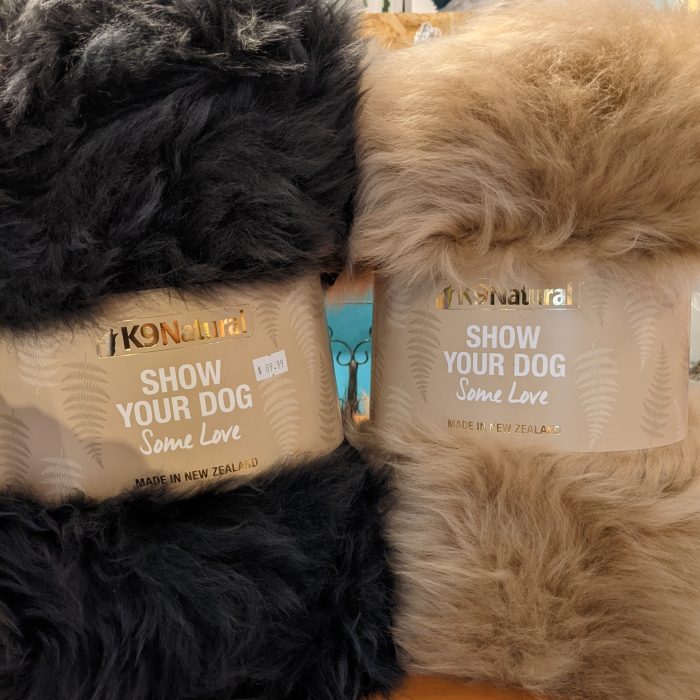 K9Natural
SHOW
YOUR DOG
Some Love
MADE IN NEW ZEALAND
$ 89.99
K9Natural
SHOW
YOUR DOG
Some Love
MADE IN NEW ZEALAND